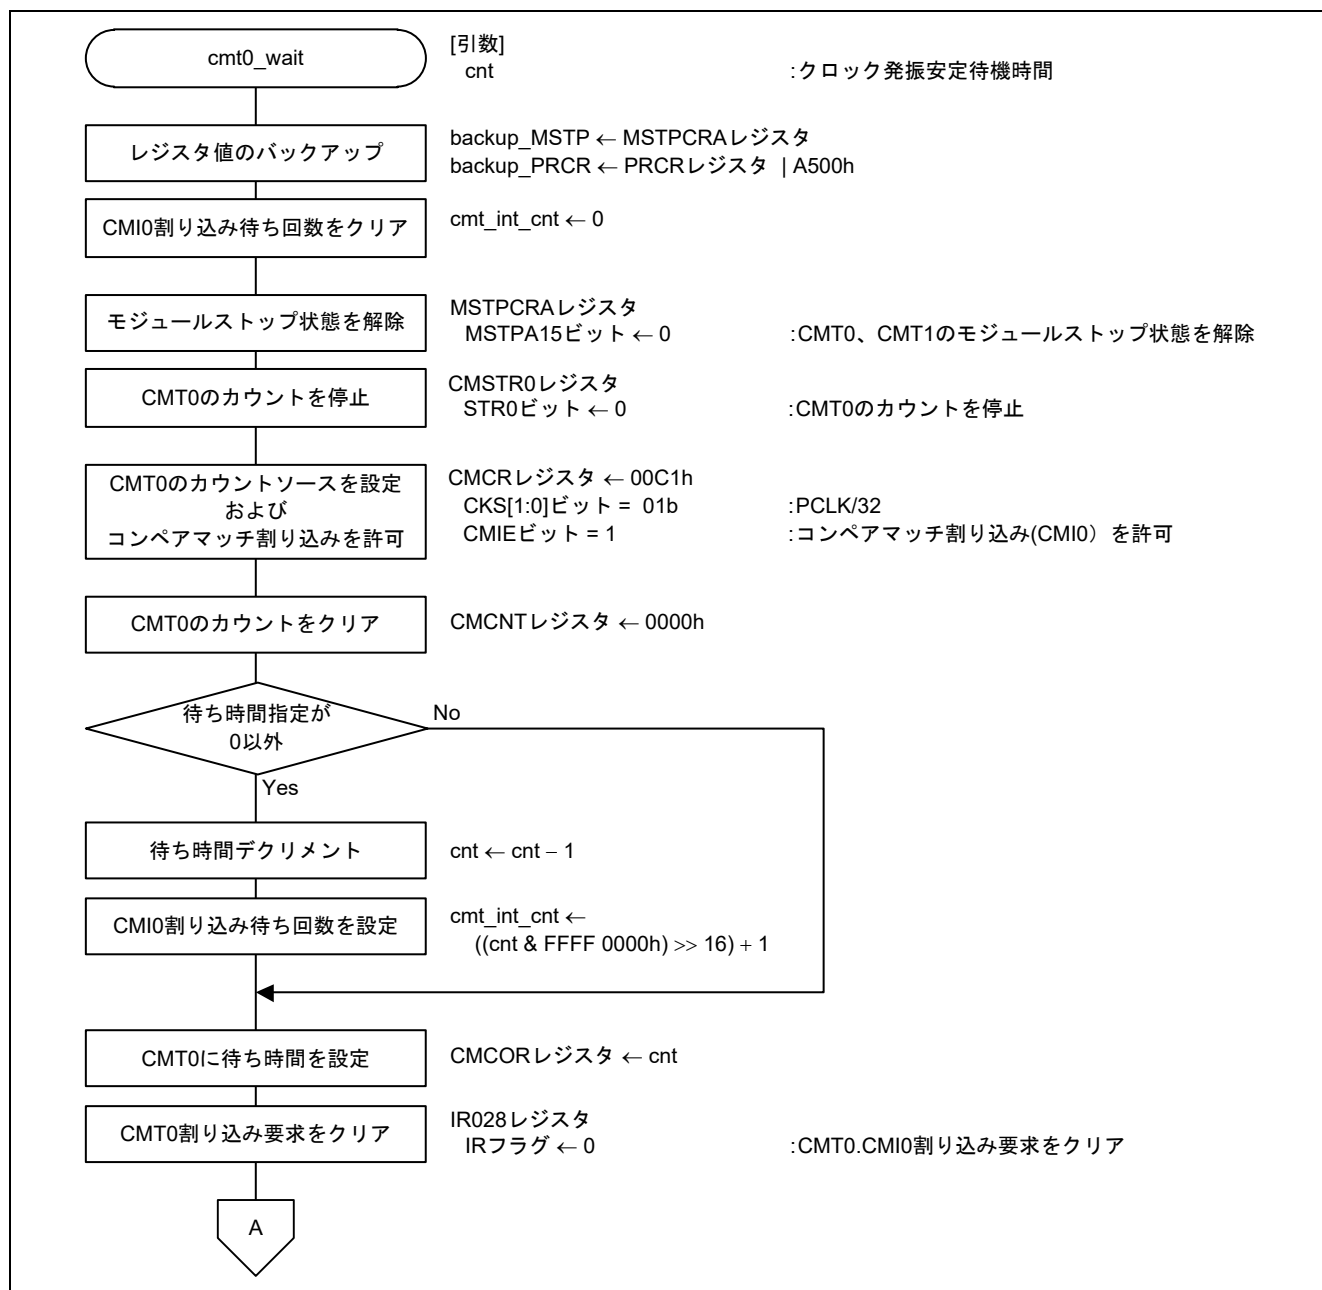 cmt0_wait
[引数]
cnt :クロック発振安定待機時間
レジスタ値のバックアップ
backup_MSTP ← MSTPCRAレジスタ
backup_PRCR ← PRCRレジスタ | A500h
CMI0割り込み待ち回数をクリア
cmt_int_cnt ← 0
モジュールストップ状態を解除
MSTPCRAレジスタ
MSTPA15ビット ← 0 :CMT0、CMT1のモジュールストップ状態を解除
CMT0のカウントを停止
CMSTR0レジスタ
STR0ビット ← 0 :CMT0のカウントを停止
CMT0のカウントソースを設定
および
コンペアマッチ割り込みを許可
CMCRレジスタ ← 00C1h
CKS[1:0]ビット = 01b :PCLK/32
CMIEビット = 1 :コンペアマッチ割り込み(CMI0）を許可
CMT0のカウントをクリア
CMCNTレジスタ ← 0000h
待ち時間指定が
0以外
No
Yes
待ち時間デクリメント
cnt ← cnt − 1
CMI0割り込み待ち回数を設定
cmt_int_cnt ←
((cnt & FFFF 0000h) >> 16) + 1
CMT0に待ち時間を設定
CMCORレジスタ ← cnt
CMT0割り込み要求をクリア
IR028レジスタ
IRフラグ ← 0 :CMT0.CMI0割り込み要求をクリア
A